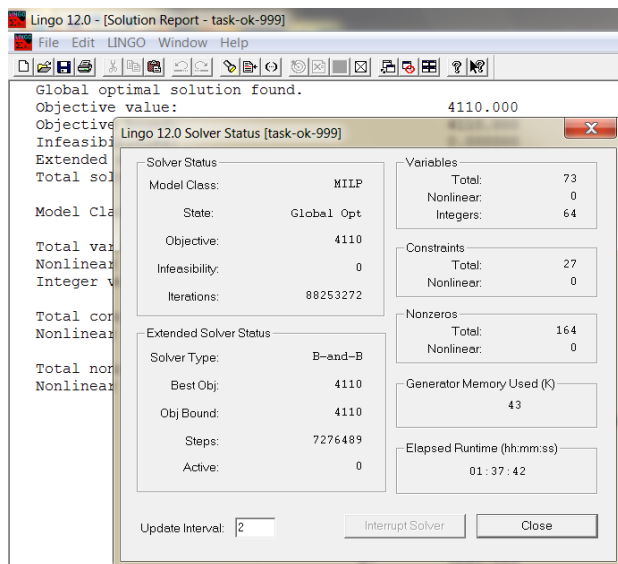 Lingo 12.0 - [Solution Report - task-ok-999]
File Edit LINGO Window Help
Global optimal solution found.
Objective value: 4110.000
Objective
Infeasibi
Extended
Total sol
Model Cla
Total var
Nonlinear
Integer v
Total con
Nonlinear
Total non
Nonlinear
Lingo 12.0 Solver Status [task-ok-999]
Solver Status
Model Class: MILP
State: Global Opt
Objective: 4110
Infeasibility: 0
Iterations: 88253272
Extended Solver Status
Solver Type: B-and-B
Best Obj: 4110
Obj Bound: 4110
Steps: 7276489
Active: 0
Variables
Total: 73
Nonlinear: 0
Integers: 64
Constraints
Total: 27
Nonlinear: 0
Nonzeros
Total: 164
Nonlinear: 0
Generator Memory Used (K)
43
Elapsed Runtime (hh:mm:ss)
01:37:42
Update Interval: 2
Interrupt Solver
Close